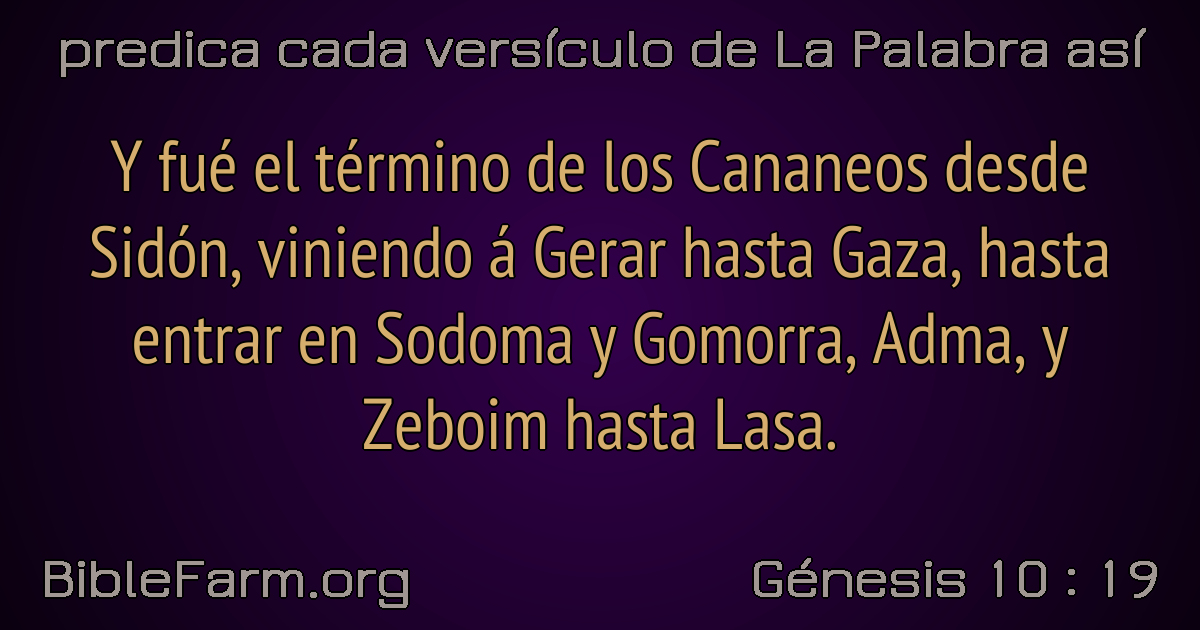 predica cada versículo de La Palabra así
Y fué el término de los Cananeos desde
Sidón, viniendo á Gerar hasta Gaza, hasta
entrar en Sodoma y Gomorra, Adma, y
Zeboim hasta Lasa.
BibleFarm.org
Génesis 10 : 19